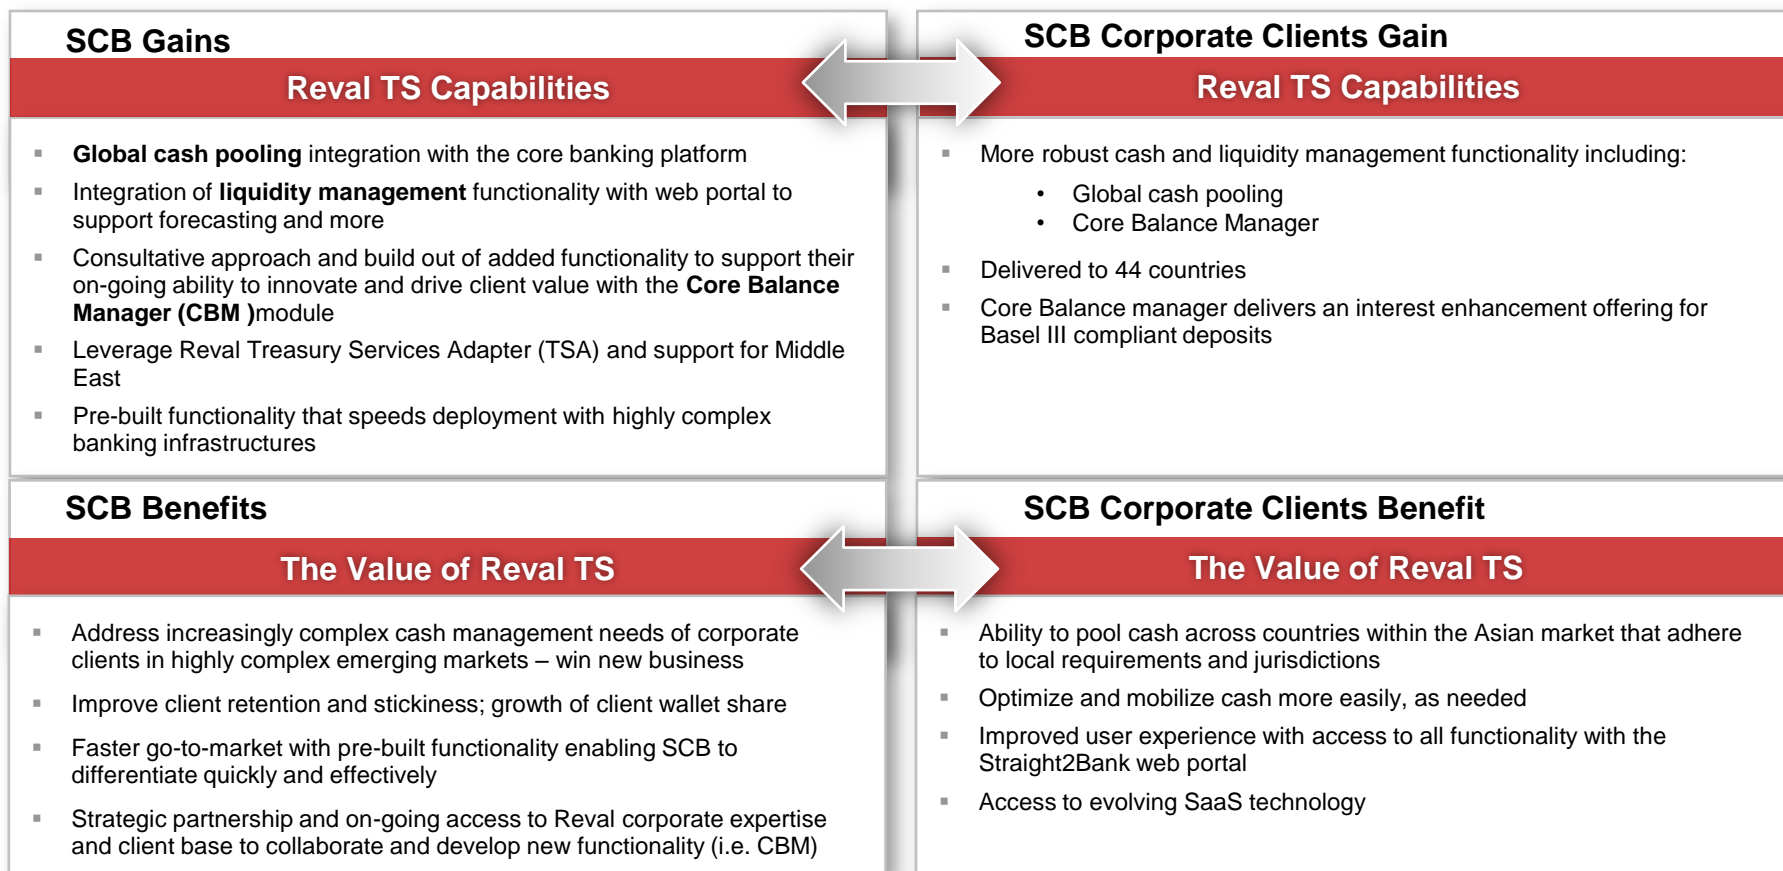 SCB Gains
Reval TS Capabilities
▪ Global cash pooling integration with the core banking platform
▪ Integration of liquidity management functionality with web portal to
support forecasting and more
▪ Consultative approach and build out of added functionality to support their
on-going ability to innovate and drive client value with the Core Balance
Manager (CBM )module
▪ Leverage Reval Treasury Services Adapter (TSA) and support for Middle
East
▪ Pre-built functionality that speeds deployment with highly complex
banking infrastructures
SCB Corporate Clients Gain
Reval TS Capabilities
▪ More robust cash and liquidity management functionality including:
• Global cash pooling
• Core Balance Manager
▪ Delivered to 44 countries
▪ Core Balance manager delivers an interest enhancement offering for
Basel III compliant deposits
SCB Benefits
The Value of Reval TS
▪ Address increasingly complex cash management needs of corporate
clients in highly complex emerging markets – win new business
▪ Improve client retention and stickiness; growth of client wallet share
▪ Faster go-to-market with pre-built functionality enabling SCB to
differentiate quickly and effectively
▪ Strategic partnership and on-going access to Reval corporate expertise
and client base to collaborate and develop new functionality (i.e. CBM)
SCB Corporate Clients Benefit
The Value of Reval TS
▪ Ability to pool cash across countries within the Asian market that adhere
to local requirements and jurisdictions
▪ Optimize and mobilize cash more easily, as needed
▪ Improved user experience with access to all functionality with the
Straight2Bank web portal
▪ Access to evolving SaaS technology